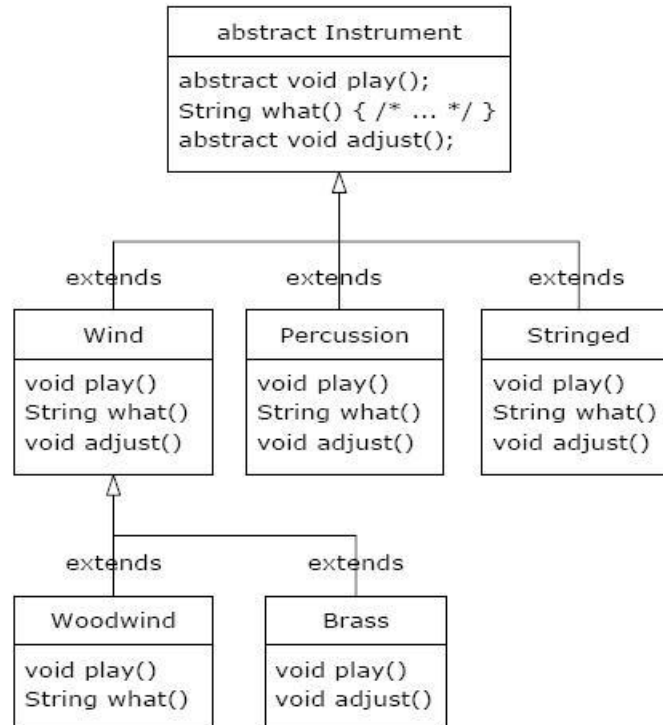 abstract Instrument
abstract void play();
String what() { /* ... */ }
abstract void adjust();
extends
extends
extends
Wind
void play()
String what()
void adjust()
Percussion
void play()
String what()
void adjust()
Stringed
void play()
String what()
void adjust()
extends
extends
Woodwind
void play()
String what()
Brass
void play()
void adjust()